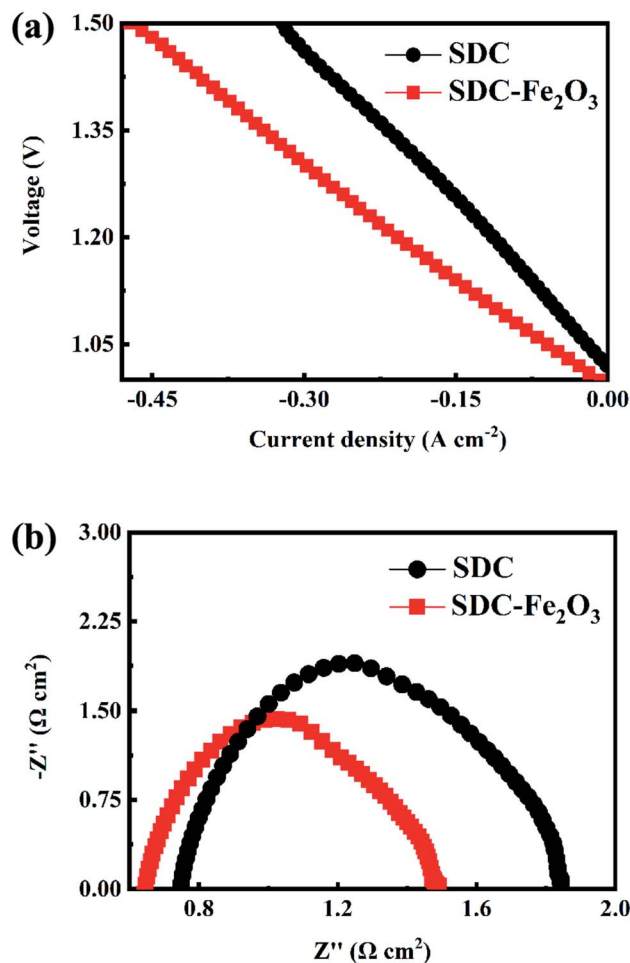 (a)
1.50
1.35
1.20
1.05
Voltage (V)
SDC
SDC-Fe₂O₃
-0.45 -0.30 -0.15 0.00
Current density (A cm⁻²)
(b)
3.00
2.25
1.50
0.75
0.00
-Z'' (Ω cm²)
SDC
SDC-Fe₂O₃
0.8 1.2 1.6 2.0
Z'' (Ω cm²)